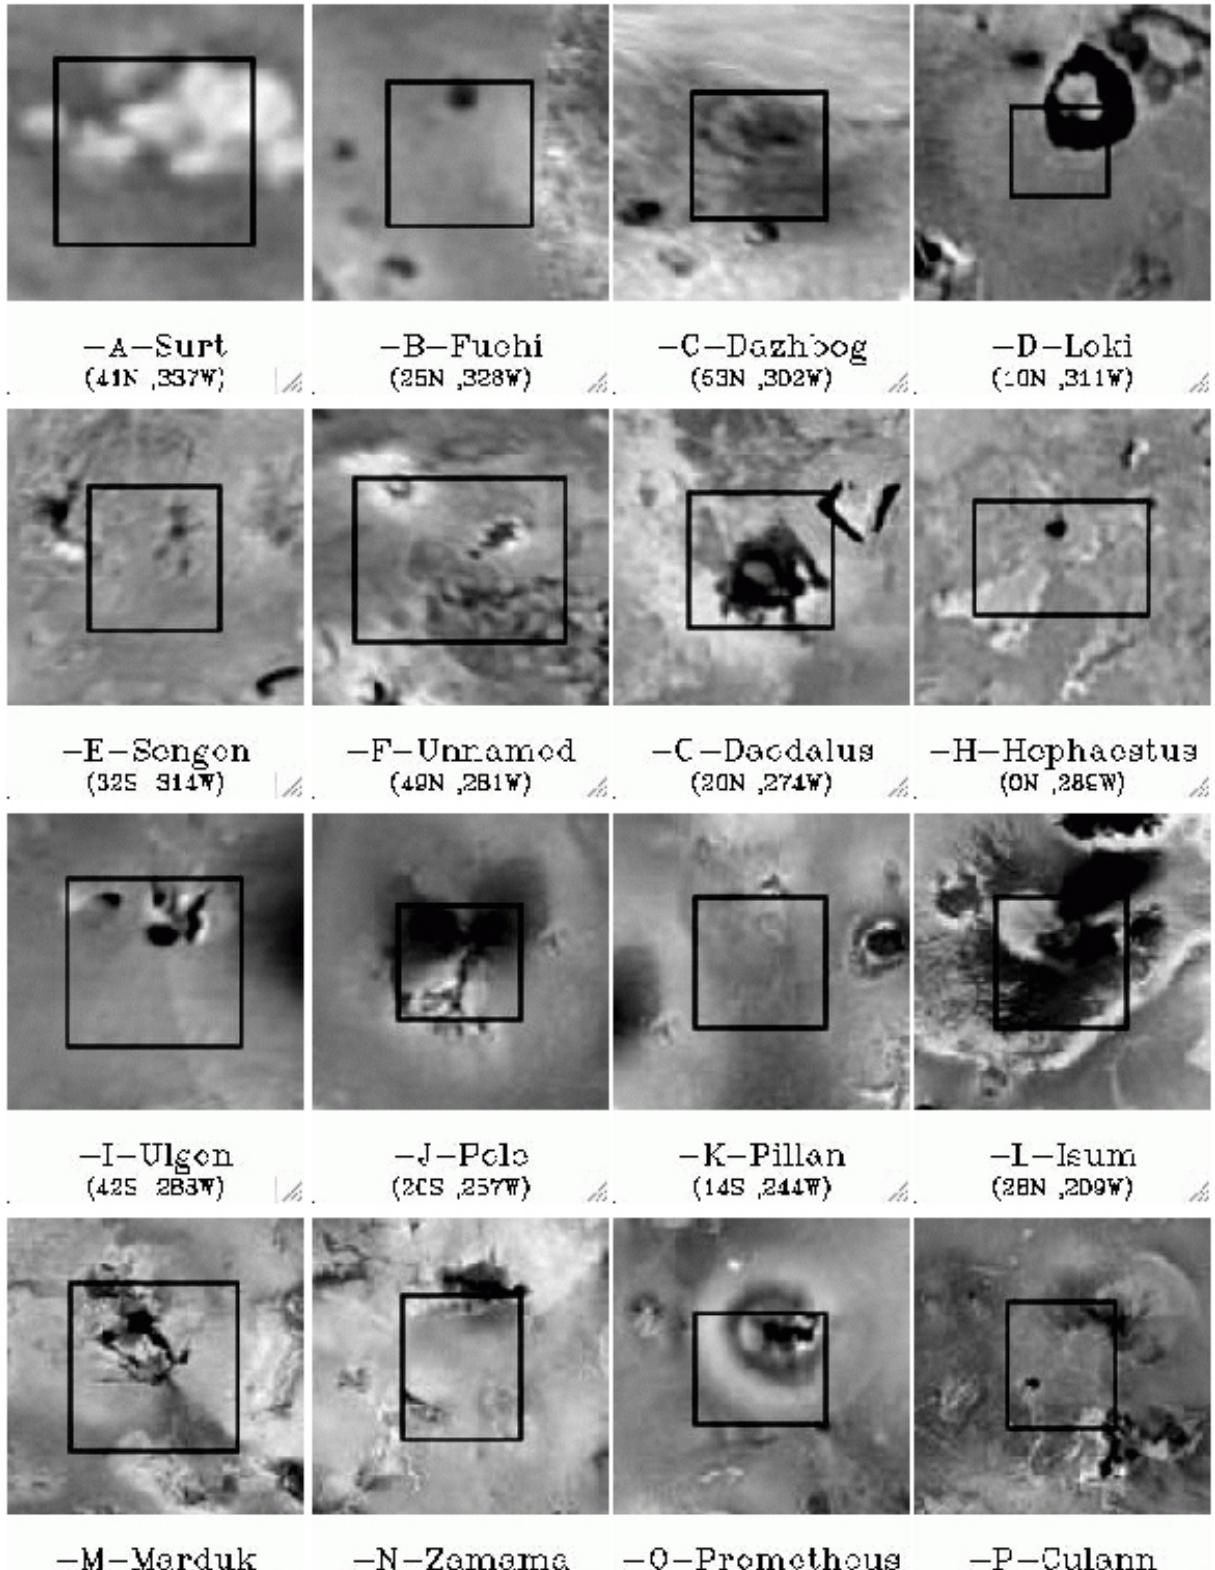 –A–Surt
(41N ,337W)
–B–Fuchi
(25N ,328W)
–C–Dazhbog
(53N ,302W)
–D–Loki
(10N ,311W)
–E–Sengen
(32S 314W)
–F–Unnamed
(49N ,281W)
–G–Daedalus
(20N ,274W)
–H–Hephaestus
(0N ,289W)
–I–Ulgen
(42S 288W)
–J–Pele
(20S ,257W)
–K–Pillan
(14S ,244W)
–L–Isum
(28N ,209W)
–M–Marduk
–N–Zamama
–O–Prometheus
–P–Culann